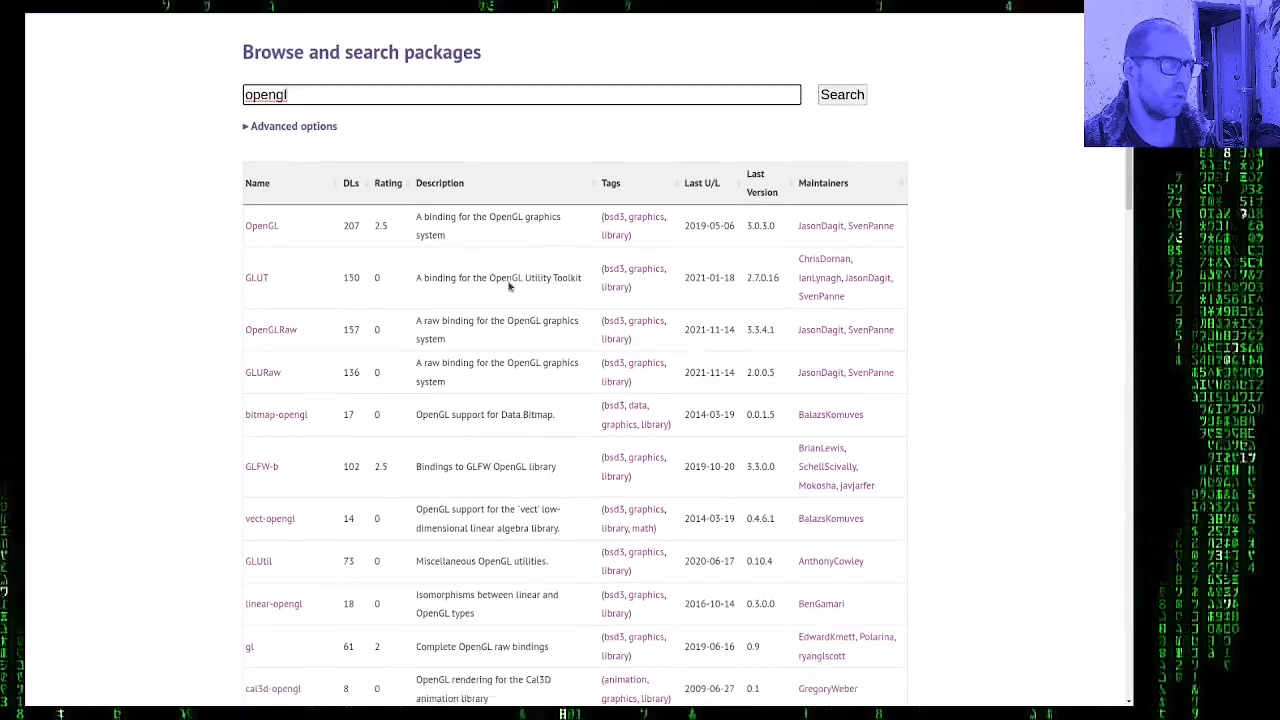 Browse and search packages
opengl
Search
▸ Advanced options
Name DLs Rating Description Tags Last U/L Last Version Maintainers
OpenGL 207 2.5 A binding for the OpenGL graphics system (bsd3, graphics, library) 2019-05-06 3.0.3.0 JasonDagit, SvenPanne
GLUT 150 0 A binding for the OpenGL Utility Toolkit (bsd3, graphics, library) 2021-01-18 2.7.0.16 ChrisDornan, IanLynagh, JasonDagit, SvenPanne
OpenGLRaw 157 0 A raw binding for the OpenGL graphics system (bsd3, graphics, library) 2021-11-14 3.3.4.1 JasonDagit, SvenPanne
GLURaw 136 0 A raw binding for the OpenGL graphics system (bsd3, graphics, library) 2021-11-14 2.0.0.5 JasonDagit, SvenPanne
bitmap-opengl 17 0 OpenGL support for Data.Bitmap. (bsd3, data, graphics, library) 2014-03-19 0.0.1.5 BalazsKomuves
GLFW-b 102 2.5 Bindings to GLFW OpenGL library (bsd3, graphics, library) 2019-10-20 3.3.0.0 BrianLewis, SchellScivally, Mokosha, javjarfer
vect-opengl 14 0 OpenGL support for the `vect' low-dimensional linear algebra library. (bsd3, graphics, library, math) 2014-03-19 0.4.6.1 BalazsKomuves
GLUtil 73 0 Miscellaneous OpenGL utilities. (bsd3, graphics, library) 2020-06-17 0.10.4 AnthonyCowley
linear-opengl 18 0 Isomorphisms between linear and OpenGL types (bsd3, graphics, library) 2016-10-14 0.3.0.0 BenGamari
gl 61 2 Complete OpenGL raw bindings (bsd3, graphics, library) 2019-06-16 0.9 EdwardKmett, Polarina, ryanglscott
cal3d-opengl 8 0 OpenGL rendering for the Cal3D animation library (animation, graphics, library) 2009-06-27 0.1 GregoryWeber